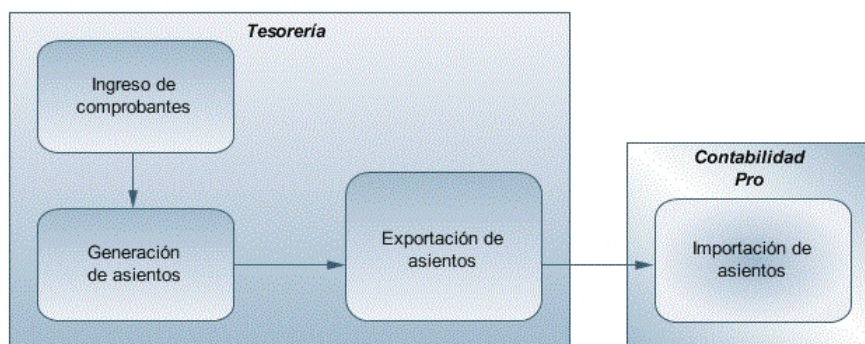 Tesorería
Ingreso de
comprobantes
Generación
de asientos
Exportación de
asientos
Contabilidad
Pro
Importación de
asientos